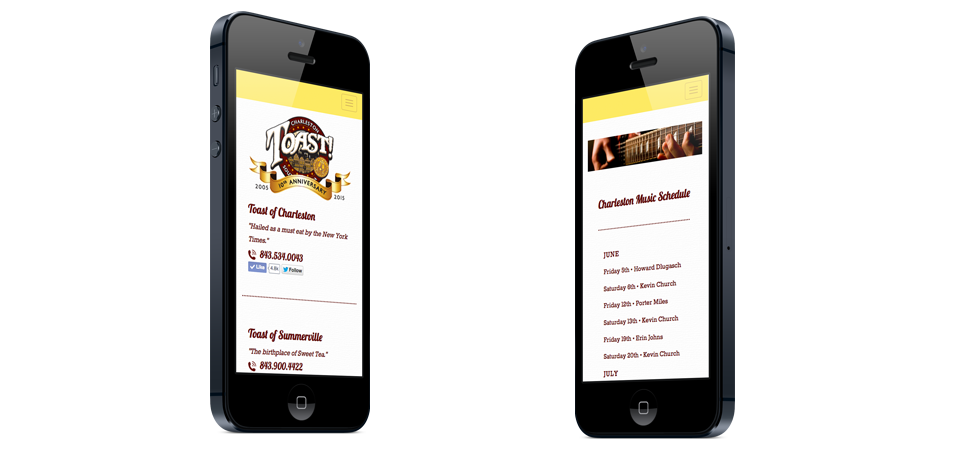 CHARLESTON
TOAST!
2005 10th ANNIVERSARY 2015
Toast of Charleston
"Hailed as a must eat by the New York
Times."
843.534.0043
Like 4.8k Follow
Toast of Summerville
"The birthplace of Sweet Tea."
843.900.4422
Charleston Music Schedule
JUNE
Friday 5th • Howard Dlugasch
Saturday 6th • Kevin Church
Friday 12th • Porter Miles
Saturday 13th • Kevin Church
Friday 19th • Erin Johns
Saturday 20th • Kevin Church
JULY